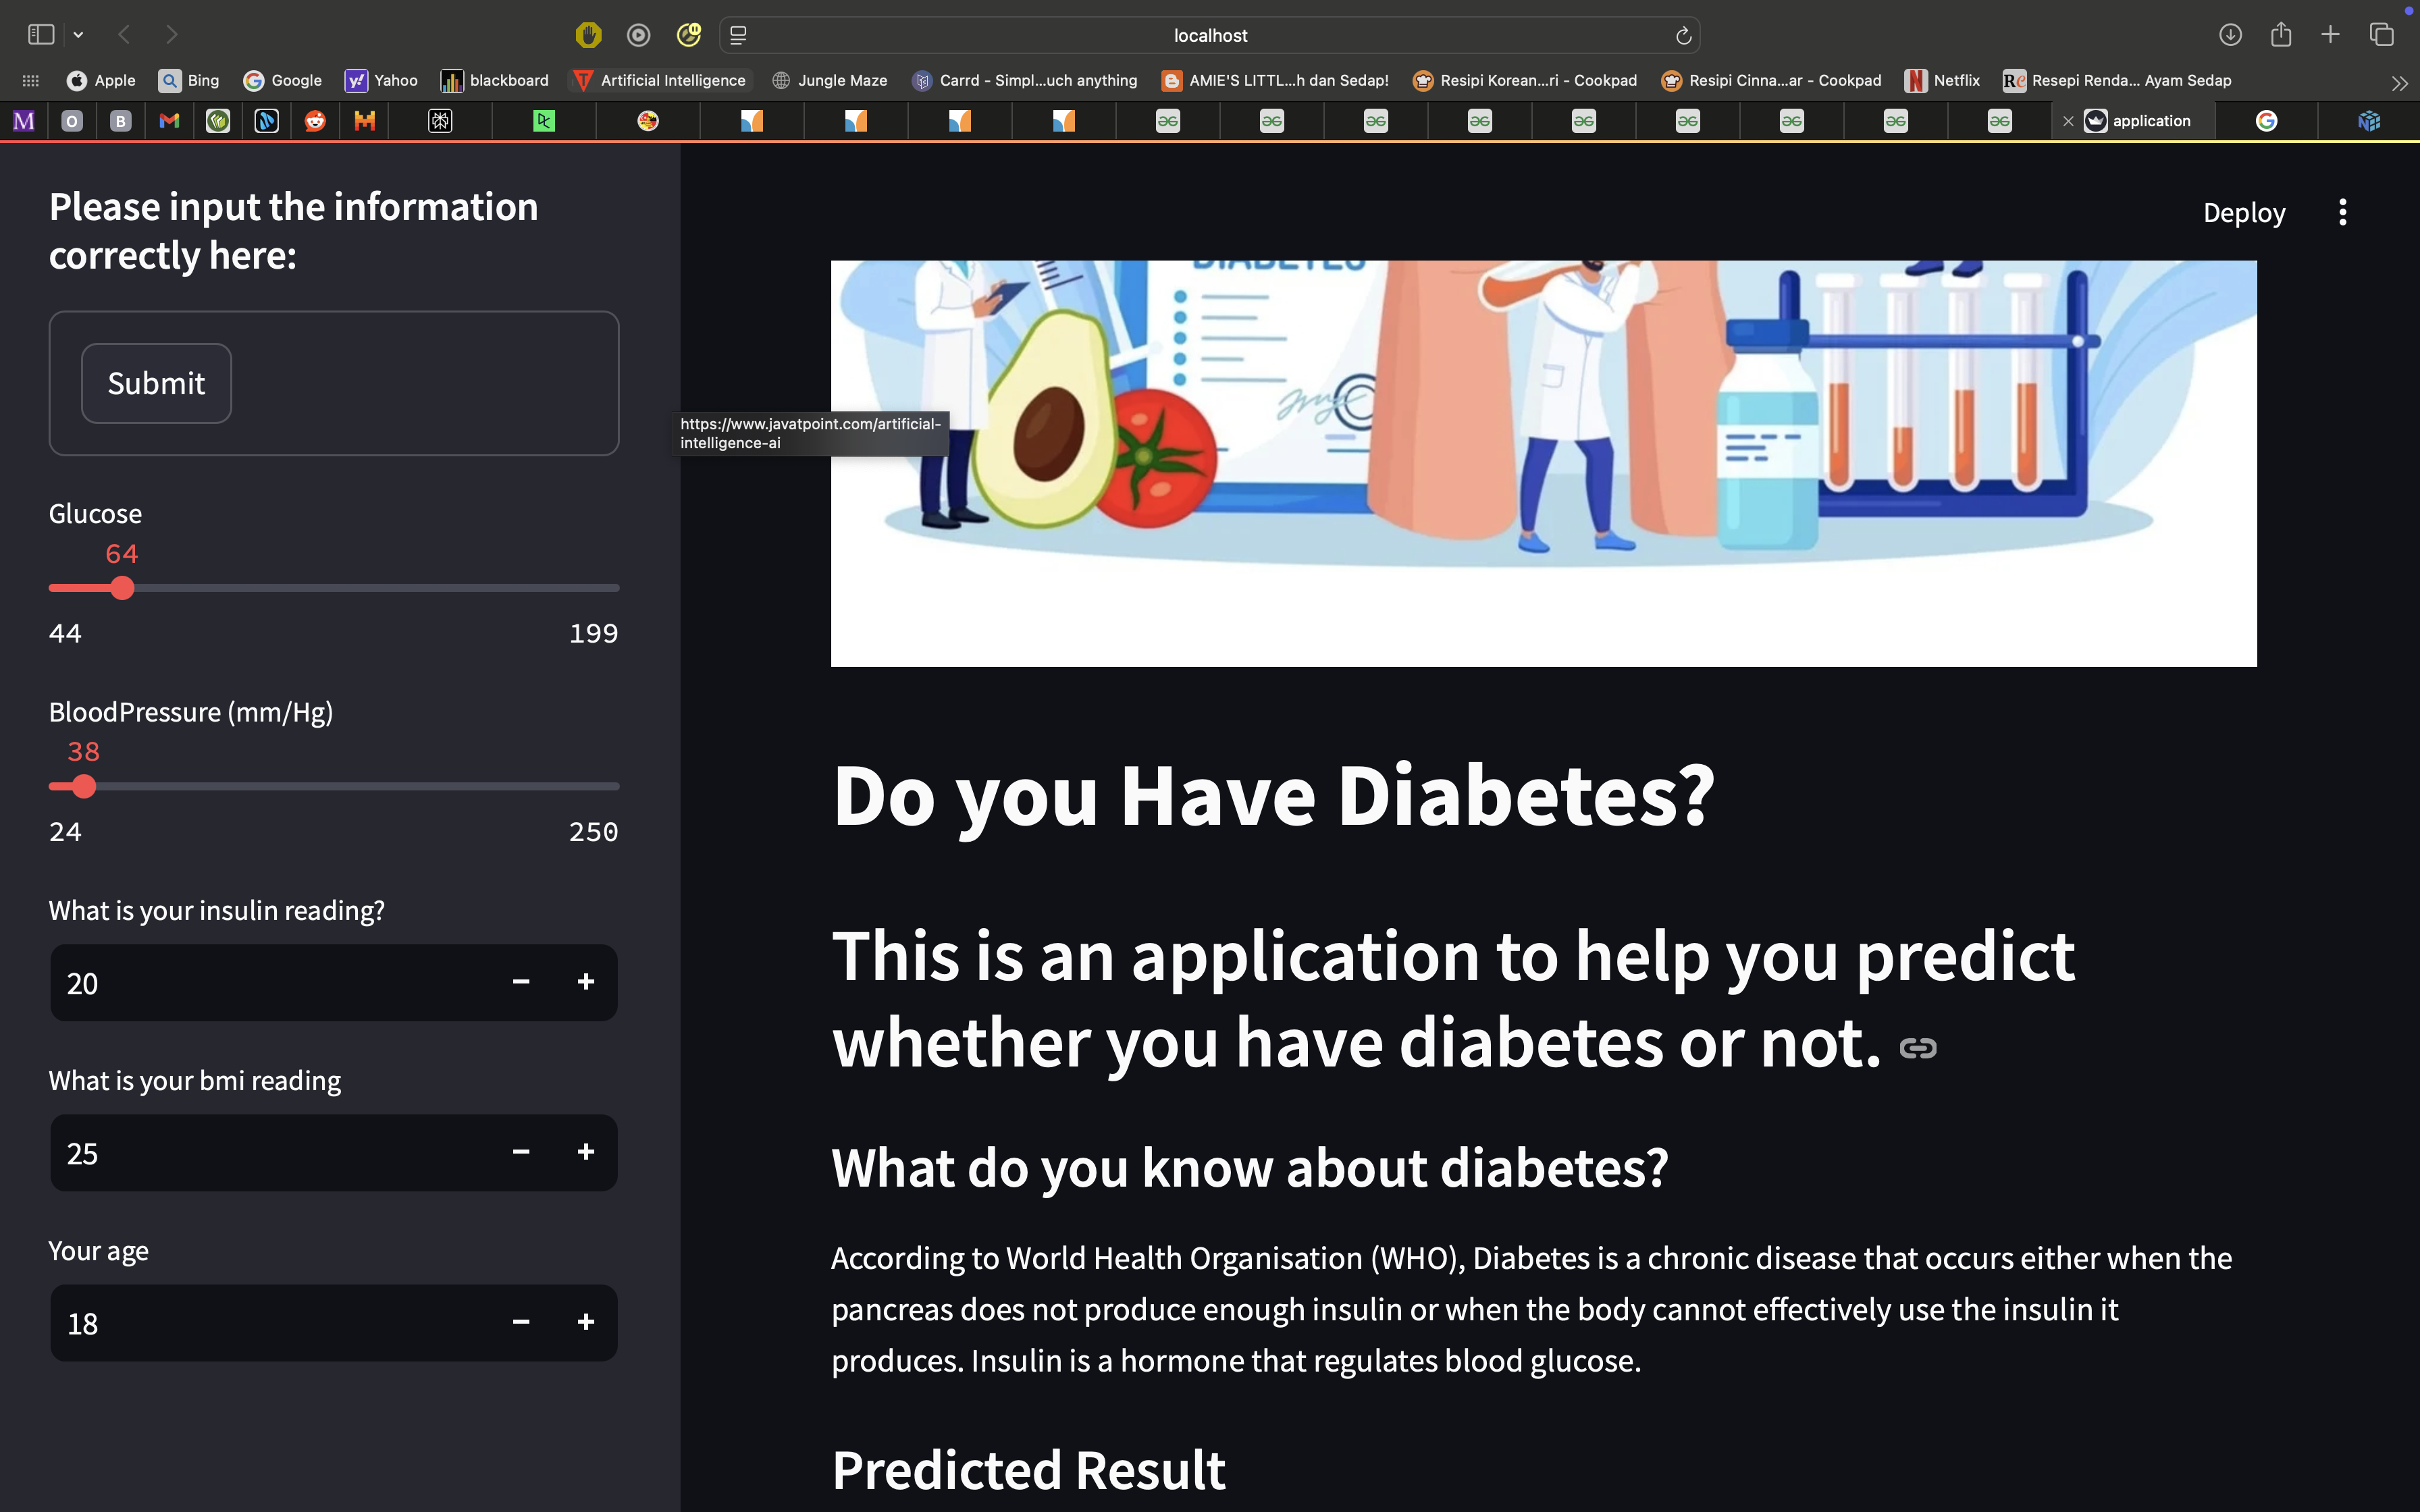 localhost
Apple
Bing
Google
Yahoo
blackboard
Artificial Intelligence
Jungle Maze
Carrd - Simpl...uch anything
AMIE'S LITTL...h dan Sedap!
Resipi Korean...ri - Cookpad
Resipi Cinna...ar - Cookpad
Netflix
Resepi Renda... Ayam Sedap
application
Please input the information
correctly here:
Submit
Glucose
64
44 199
BloodPressure (mm/Hg)
38
24 250
What is your insulin reading?
20
What is your bmi reading
25
Your age
18
https://www.javatpoint.com/artificial-
intelligence-ai
Deploy
DIABETES
Do you Have Diabetes?
This is an application to help you predict
whether you have diabetes or not.
What do you know about diabetes?
According to World Health Organisation (WHO), Diabetes is a chronic disease that occurs either when the
pancreas does not produce enough insulin or when the body cannot effectively use the insulin it
produces. Insulin is a hormone that regulates blood glucose.
Predicted Result